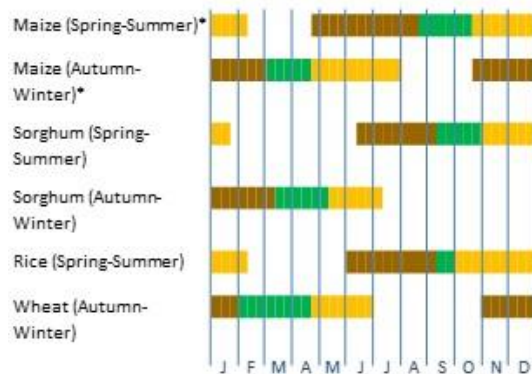 Maize (Spring-Summer)*
Maize (Autumn-
Winter)*
Sorghum (Spring-
Summer)
Sorghum (Autumn-
Winter)
Rice (Spring-Summer)
Wheat (Autumn-
Winter)
J F M A M J J A S O N D